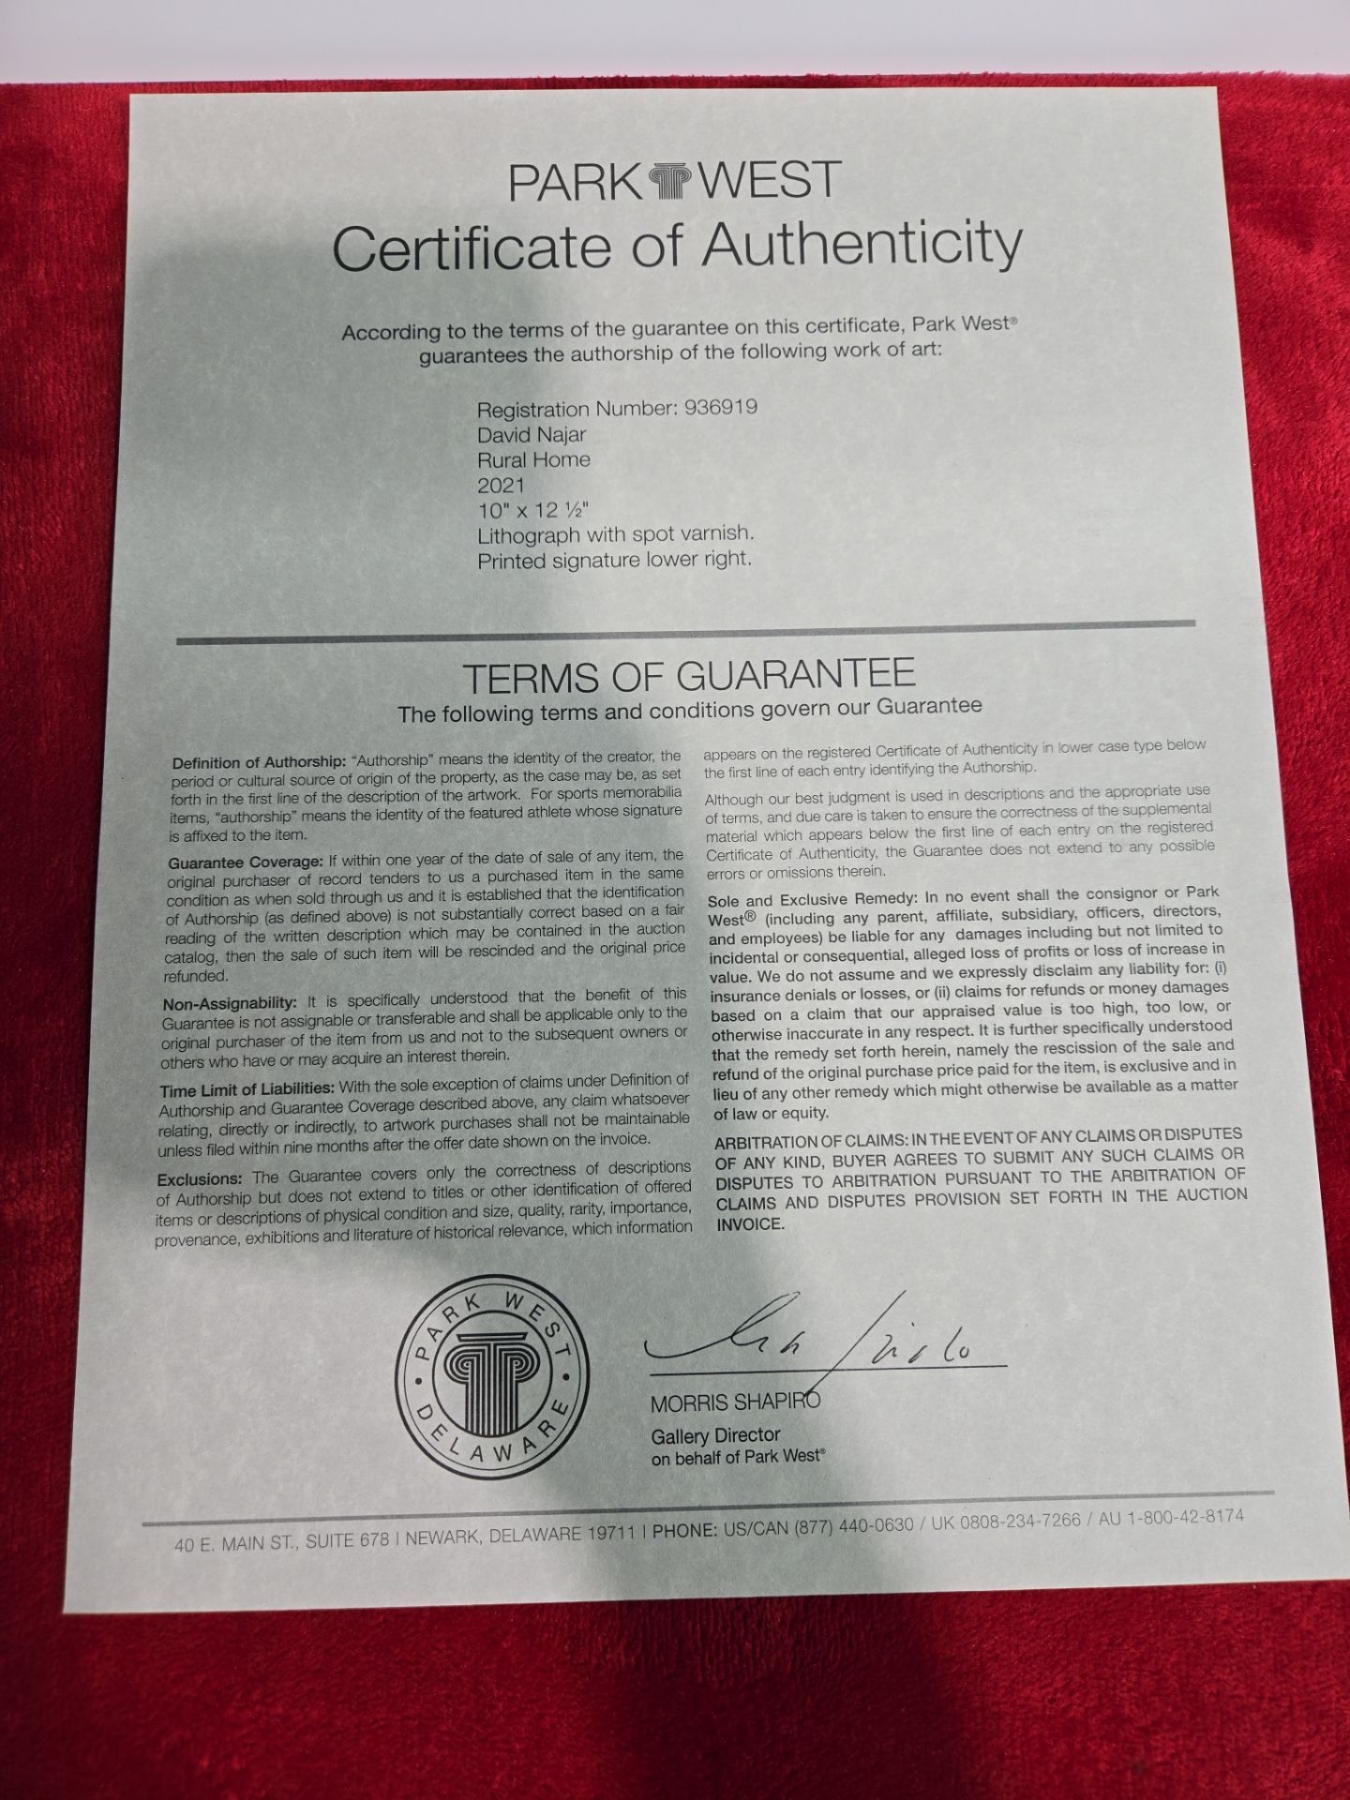 PARK WEST
Certificate of Authenticity
According to the terms of the guarantee on this certificate, Park West®
guarantees the authorship of the following work of art:
Registration Number: 936919
David Najar
Rural Home
2021
10" x 12 ½"
Lithograph with spot varnish.
Printed signature lower right.
TERMS OF GUARANTEE
The following terms and conditions govern our Guarantee
Definition of Authorship: “Authorship” means the identity of the creator, the
period or cultural source of origin of the property, as the case may be, as set
forth in the first line of the description of the artwork. For sports memorabilia
items, “authorship” means the identity of the featured athlete whose signature
is affixed to the item.
Guarantee Coverage: If within one year of the date of sale of any item, the
original purchaser of record tenders to us a purchased item in the same
condition as when sold through us and it is established that the identification
of Authorship (as defined above) is not substantially correct based on a fair
reading of the written description which may be contained in the auction
catalog, then the sale of such item will be rescinded and the original price
refunded.
Non-Assignability: It is specifically understood that the benefit of this
Guarantee is not assignable or transferable and shall be applicable only to the
original purchaser of the item from us and not to the subsequent owners or
others who have or may acquire an interest therein.
Time Limit of Liabilities: With the sole exception of claims under Definition of
Authorship and Guarantee Coverage described above, any claim whatsoever
relating, directly or indirectly, to artwork purchases shall not be maintainable
unless filed within nine months after the offer date shown on the invoice.
Exclusions: The Guarantee covers only the correctness of descriptions
of Authorship but does not extend to titles or other identification of offered
items or descriptions of physical condition and size, quality, rarity, importance,
provenance, exhibitions and literature of historical relevance, which information
appears on the registered Certificate of Authenticity in lower case type below
the first line of each entry identifying the Authorship.
Although our best judgment is used in descriptions and the appropriate use
of terms, and due care is taken to ensure the correctness of the supplemental
material which appears below the first line of each entry on the registered
Certificate of Authenticity, the Guarantee does not extend to any possible
errors or omissions therein.
Sole and Exclusive Remedy: In no event shall the consignor or Park
West® (including any parent, affiliate, subsidiary, officers, directors,
and employees) be liable for any damages including but not limited to
incidental or consequential, alleged loss of profits or loss of increase in
value. We do not assume and we expressly disclaim any liability for: (i)
insurance denials or losses, or (ii) claims for refunds or money damages
based on a claim that our appraised value is too high, too low, or
otherwise inaccurate in any respect. It is further specifically understood
that the remedy set forth herein, namely the rescission of the sale and
refund of the original purchase price paid for the item, is exclusive and in
lieu of any other remedy which might otherwise be available as a matter
of law or equity.
ARBITRATION OF CLAIMS: IN THE EVENT OF ANY CLAIMS OR DISPUTES
OF ANY KIND, BUYER AGREES TO SUBMIT ANY SUCH CLAIMS OR
DISPUTES TO ARBITRATION PURSUANT TO THE ARBITRATION OF
CLAIMS AND DISPUTES PROVISION SET FORTH IN THE AUCTION
INVOICE.
PARK WEST
DELAWARE
MORRIS SHAPIRO
Gallery Director
on behalf of Park West®
40 E. MAIN ST., SUITE 678 | NEWARK, DELAWARE 19711 | PHONE: US/CAN (877) 440-0630 / UK 0808-234-7266 / AU 1-800-42-8174